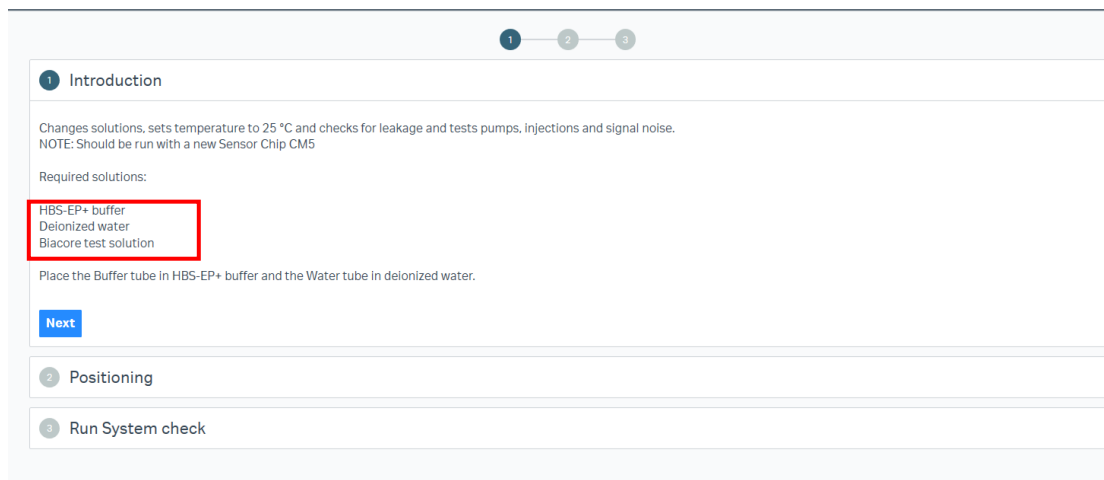 1 2 3
1 Introduction
Changes solutions, sets temperature to 25 °C and checks for leakage and tests pumps, injections and signal noise.
NOTE: Should be run with a new Sensor Chip CM5
Required solutions:
HBS-EP+ buffer
Deionized water
Biacore test solution
Place the Buffer tube in HBS-EP+ buffer and the Water tube in deionized water.
Next
2 Positioning
3 Run System check